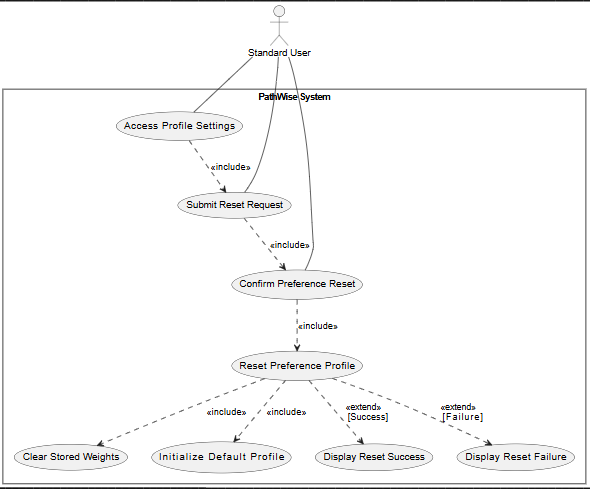 Standard User
PathWise System
Access Profile Settings
«include»
Submit Reset Request
«include»
Confirm Preference Reset
«include»
Reset Preference Profile
«include»
«include»
«extend»
[Success]
«extend»
[Failure]
Clear Stored Weights
Initialize Default Profile
Display Reset Success
Display Reset Failure